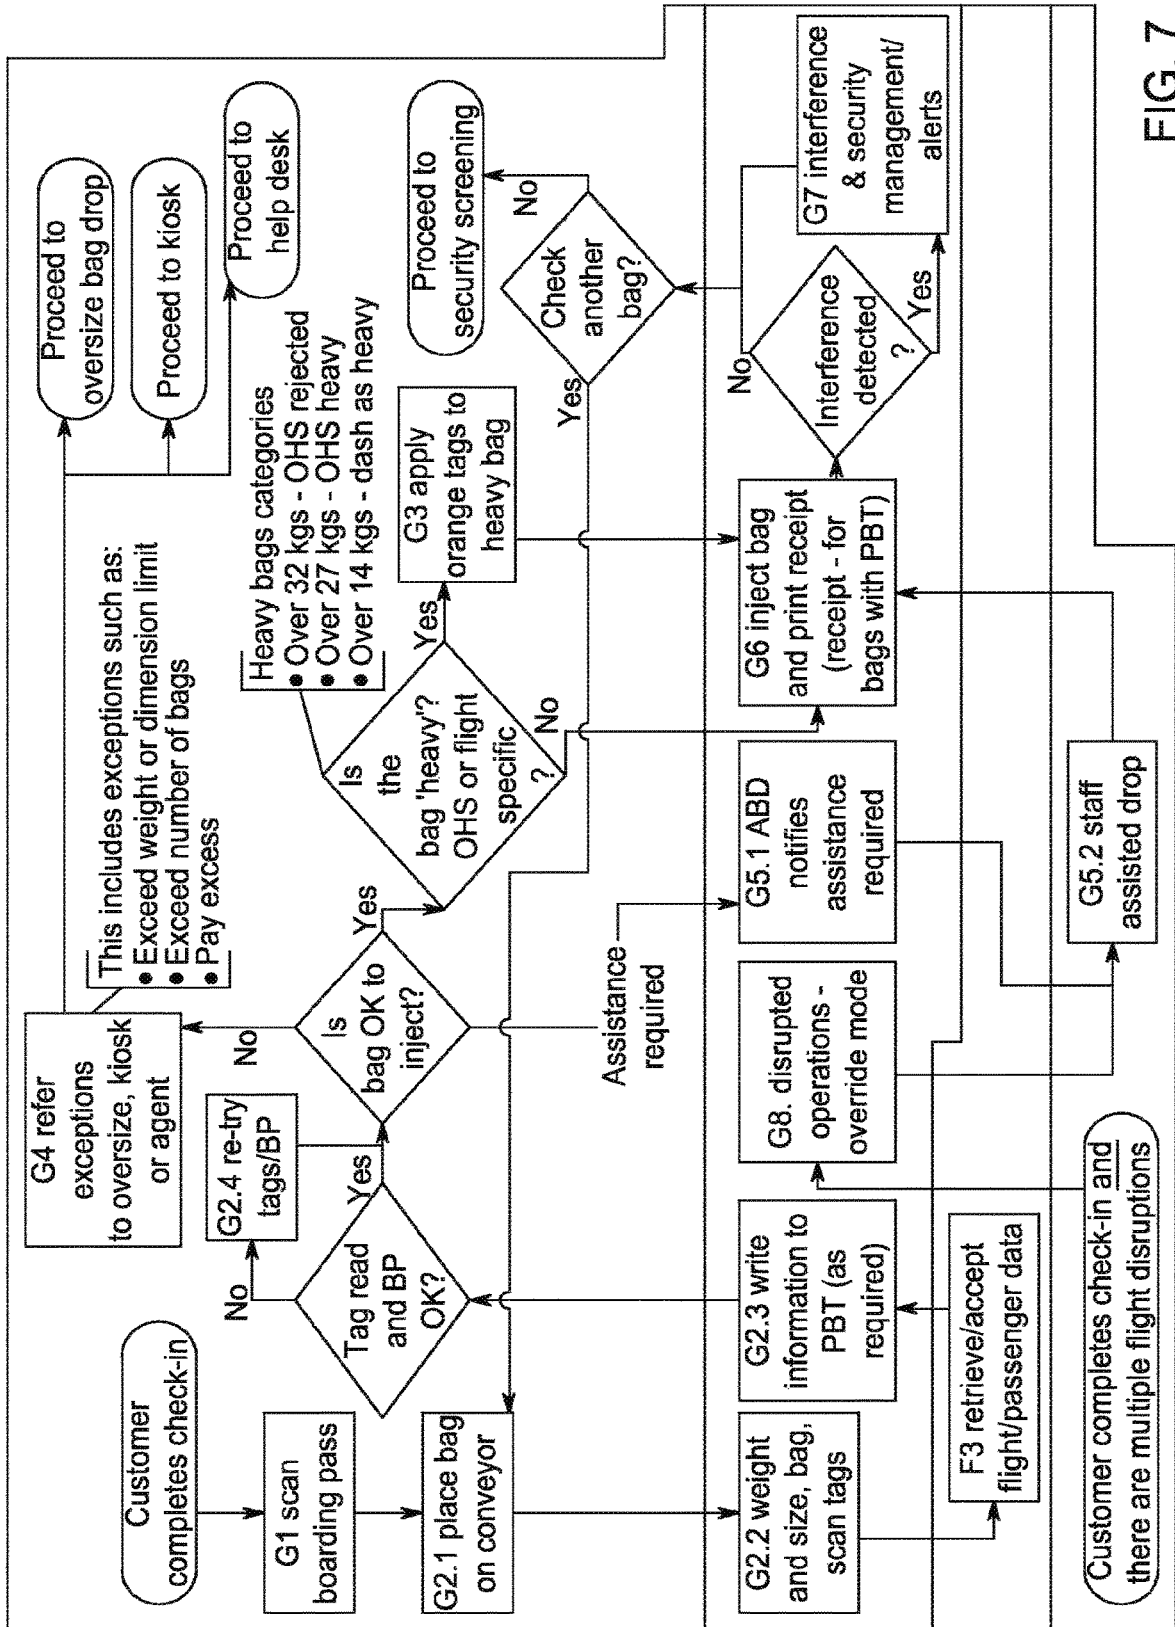 Customer
completes check-in
G1 scan
boarding pass
G2.1 place bag
on conveyor
G2.2 weight
and size, bag,
scan tags
F3 retrieve/accept
flight/passenger data
G2.3 write
information to
PBT (as
required)
Tag read
and BP
OK?
No
Yes
G2.4 re-try
tags/BP
Is
bag OK to
inject?
No
Yes
Assistance
required
G4 refer
exceptions
to oversize, kiosk
or agent
This includes exceptions such as:
• Exceed weight or dimension limit
• Exceed number of bags
• Pay excess
Proceed to
oversize bag drop
Proceed to kiosk
Proceed to
help desk
Is
the
bag 'heavy'?
OHS or flight
specific
?
Yes
No
Heavy bags categories
• Over 32 kgs - OHS rejected
• Over 27 kgs - OHS heavy
• Over 14 kgs - dash as heavy
G3 apply
orange tags to
heavy bag
G5.1 ABD
notifies
assistance
required
G8. disrupted
operations -
override mode
Customer completes check-in and
there are multiple flight disruptions
G5.2 staff
assisted drop
G6 inject bag
and print receipt
(receipt - for
bags with PBT)
Interference
detected
?
No
Yes
G7 interference
& security
management/
alerts
Check
another
bag?
Yes
No
Proceed to
security screening
FIG. 7